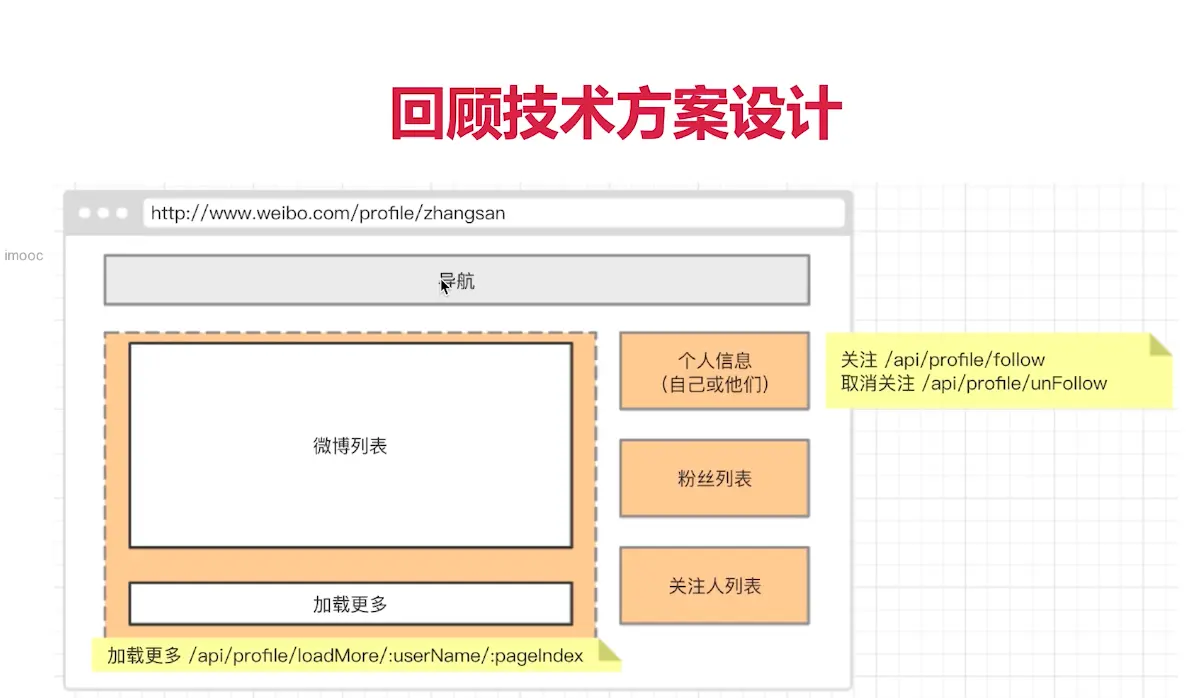 回顾技术方案设计
http://www.weibo.com/profile/zhangsan
imooc
导航
微博列表
加载更多
加载更多 /api/profile/loadMore/:userName/:pageIndex
个人信息
(自己或他们)
关注 /api/profile/follow
取消关注 /api/profile/unFollow
粉丝列表
关注人列表